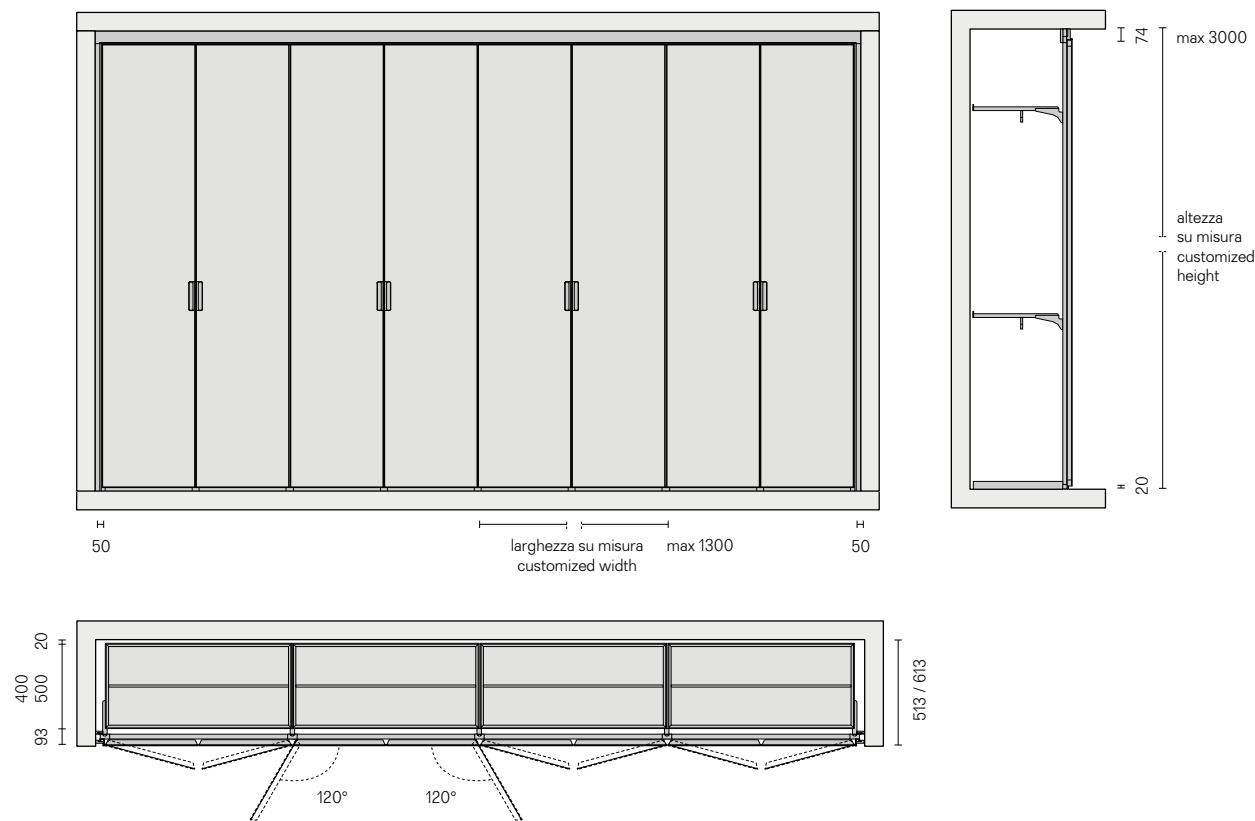 74
max 3000
altezza
su misura
customized
height
20
50
larghezza su misura
customized width
max 1300
50
20
400
500
93
513 / 613
120°
120°